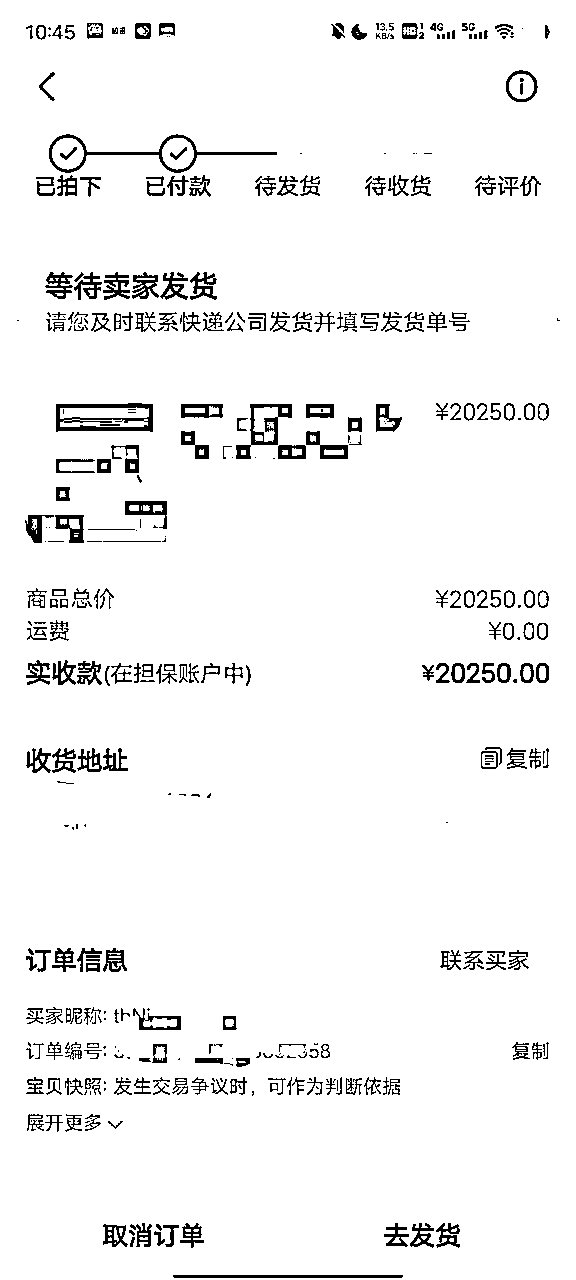 10:45 13.5 KB/s 4G 5G
已拍下 已付款 待发货 待收货 待评价
等待卖家发货
请您及时联系快递公司发货并填写发货单号
¥20250.00
商品总价 ¥20250.00
运费 ¥0.00
实收款(在担保账户中) ¥20250.00
收货地址 复制
订单信息 联系买家
买家昵称:
订单编号: 复制
宝贝快照: 发生交易争议时，可作为判断依据
展开更多
取消订单 去发货